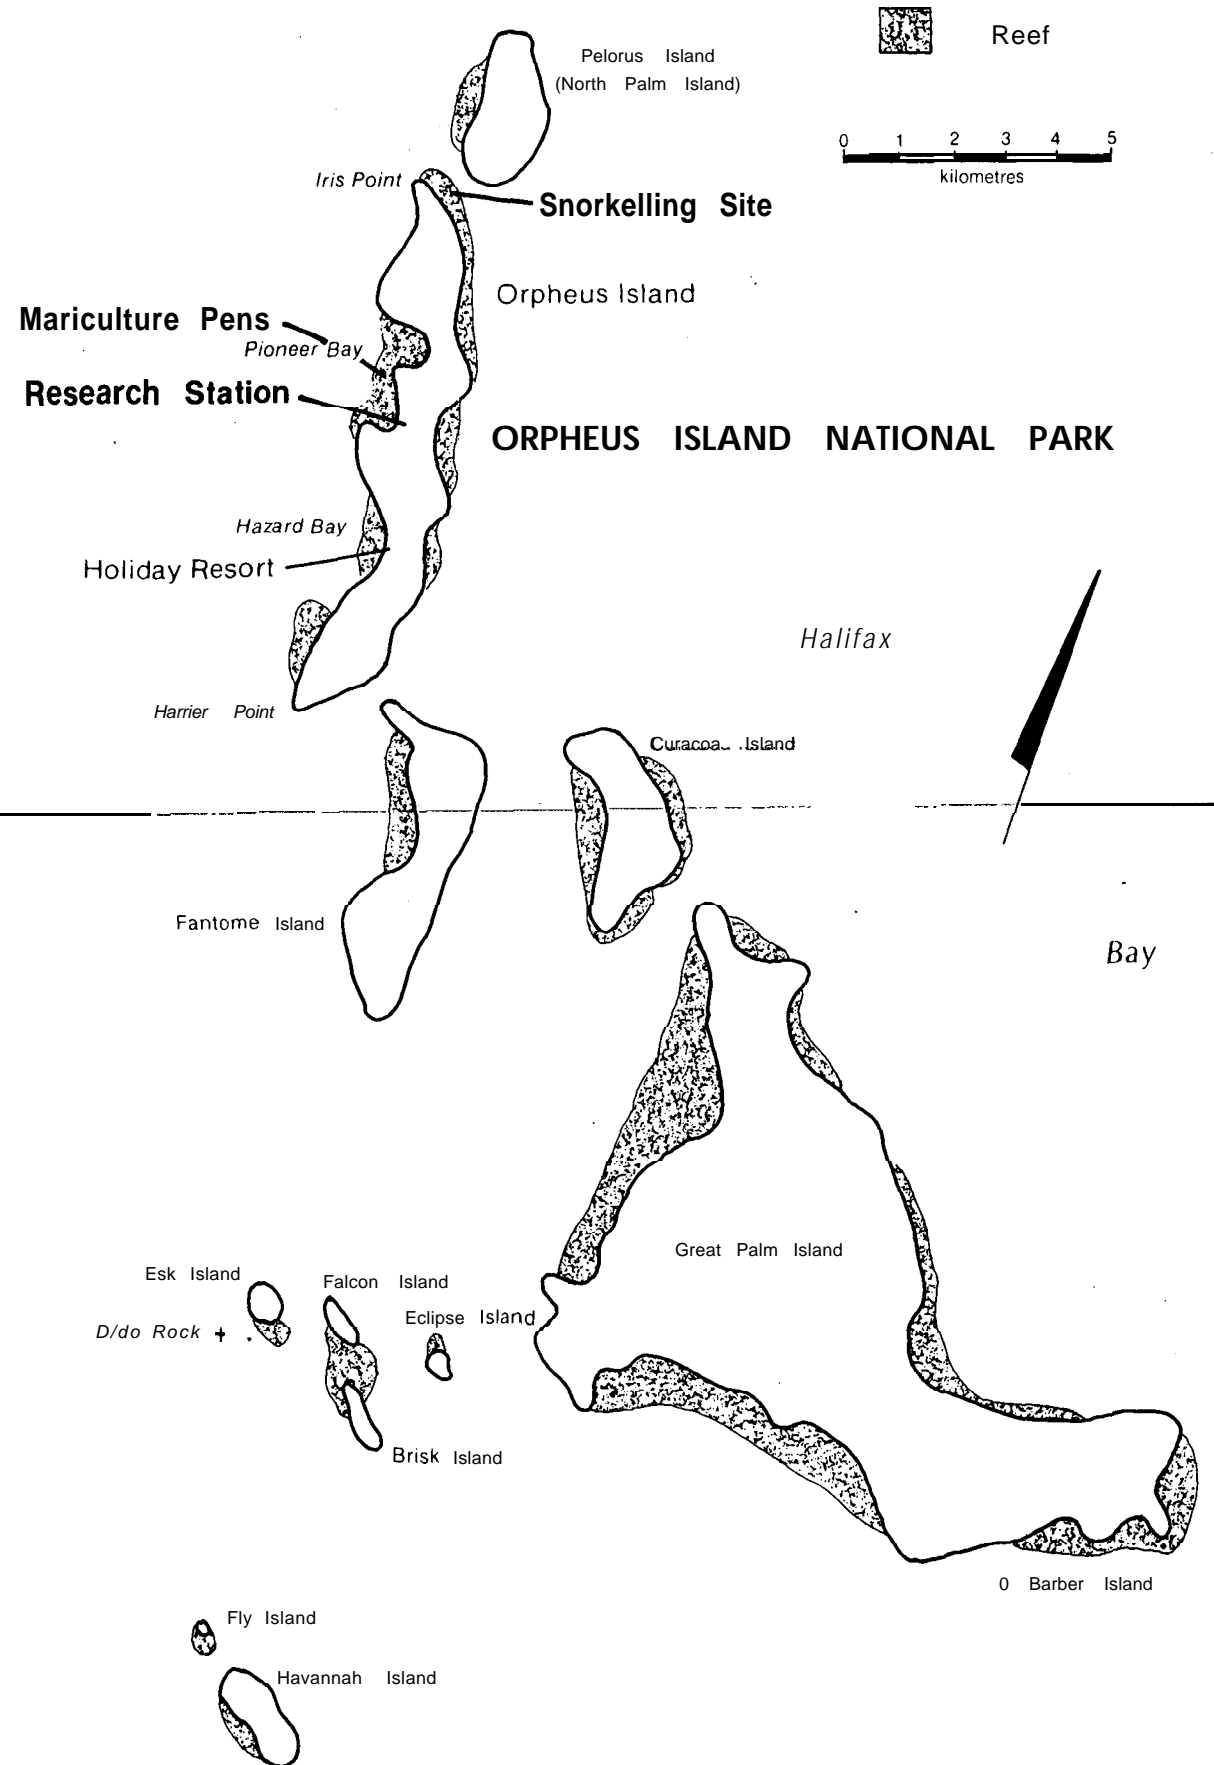 Reef
Pelorus Island
(North Palm Island)
0 1 2 3 4 5
kilometres
Iris Point
Snorkelling Site
Orpheus Island
Mariculture Pens
Pioneer Bay
Research Station
ORPHEUS ISLAND NATIONAL PARK
Hazard Bay
Holiday Resort
Halifax
Harrier Point
Curacoa Island
Fantome Island
Bay
Great Palm Island
Esk Island
Falcon Island
Eclipse Island
D/do Rock +
Brisk Island
0 Barber Island
Fly Island
Havannah Island